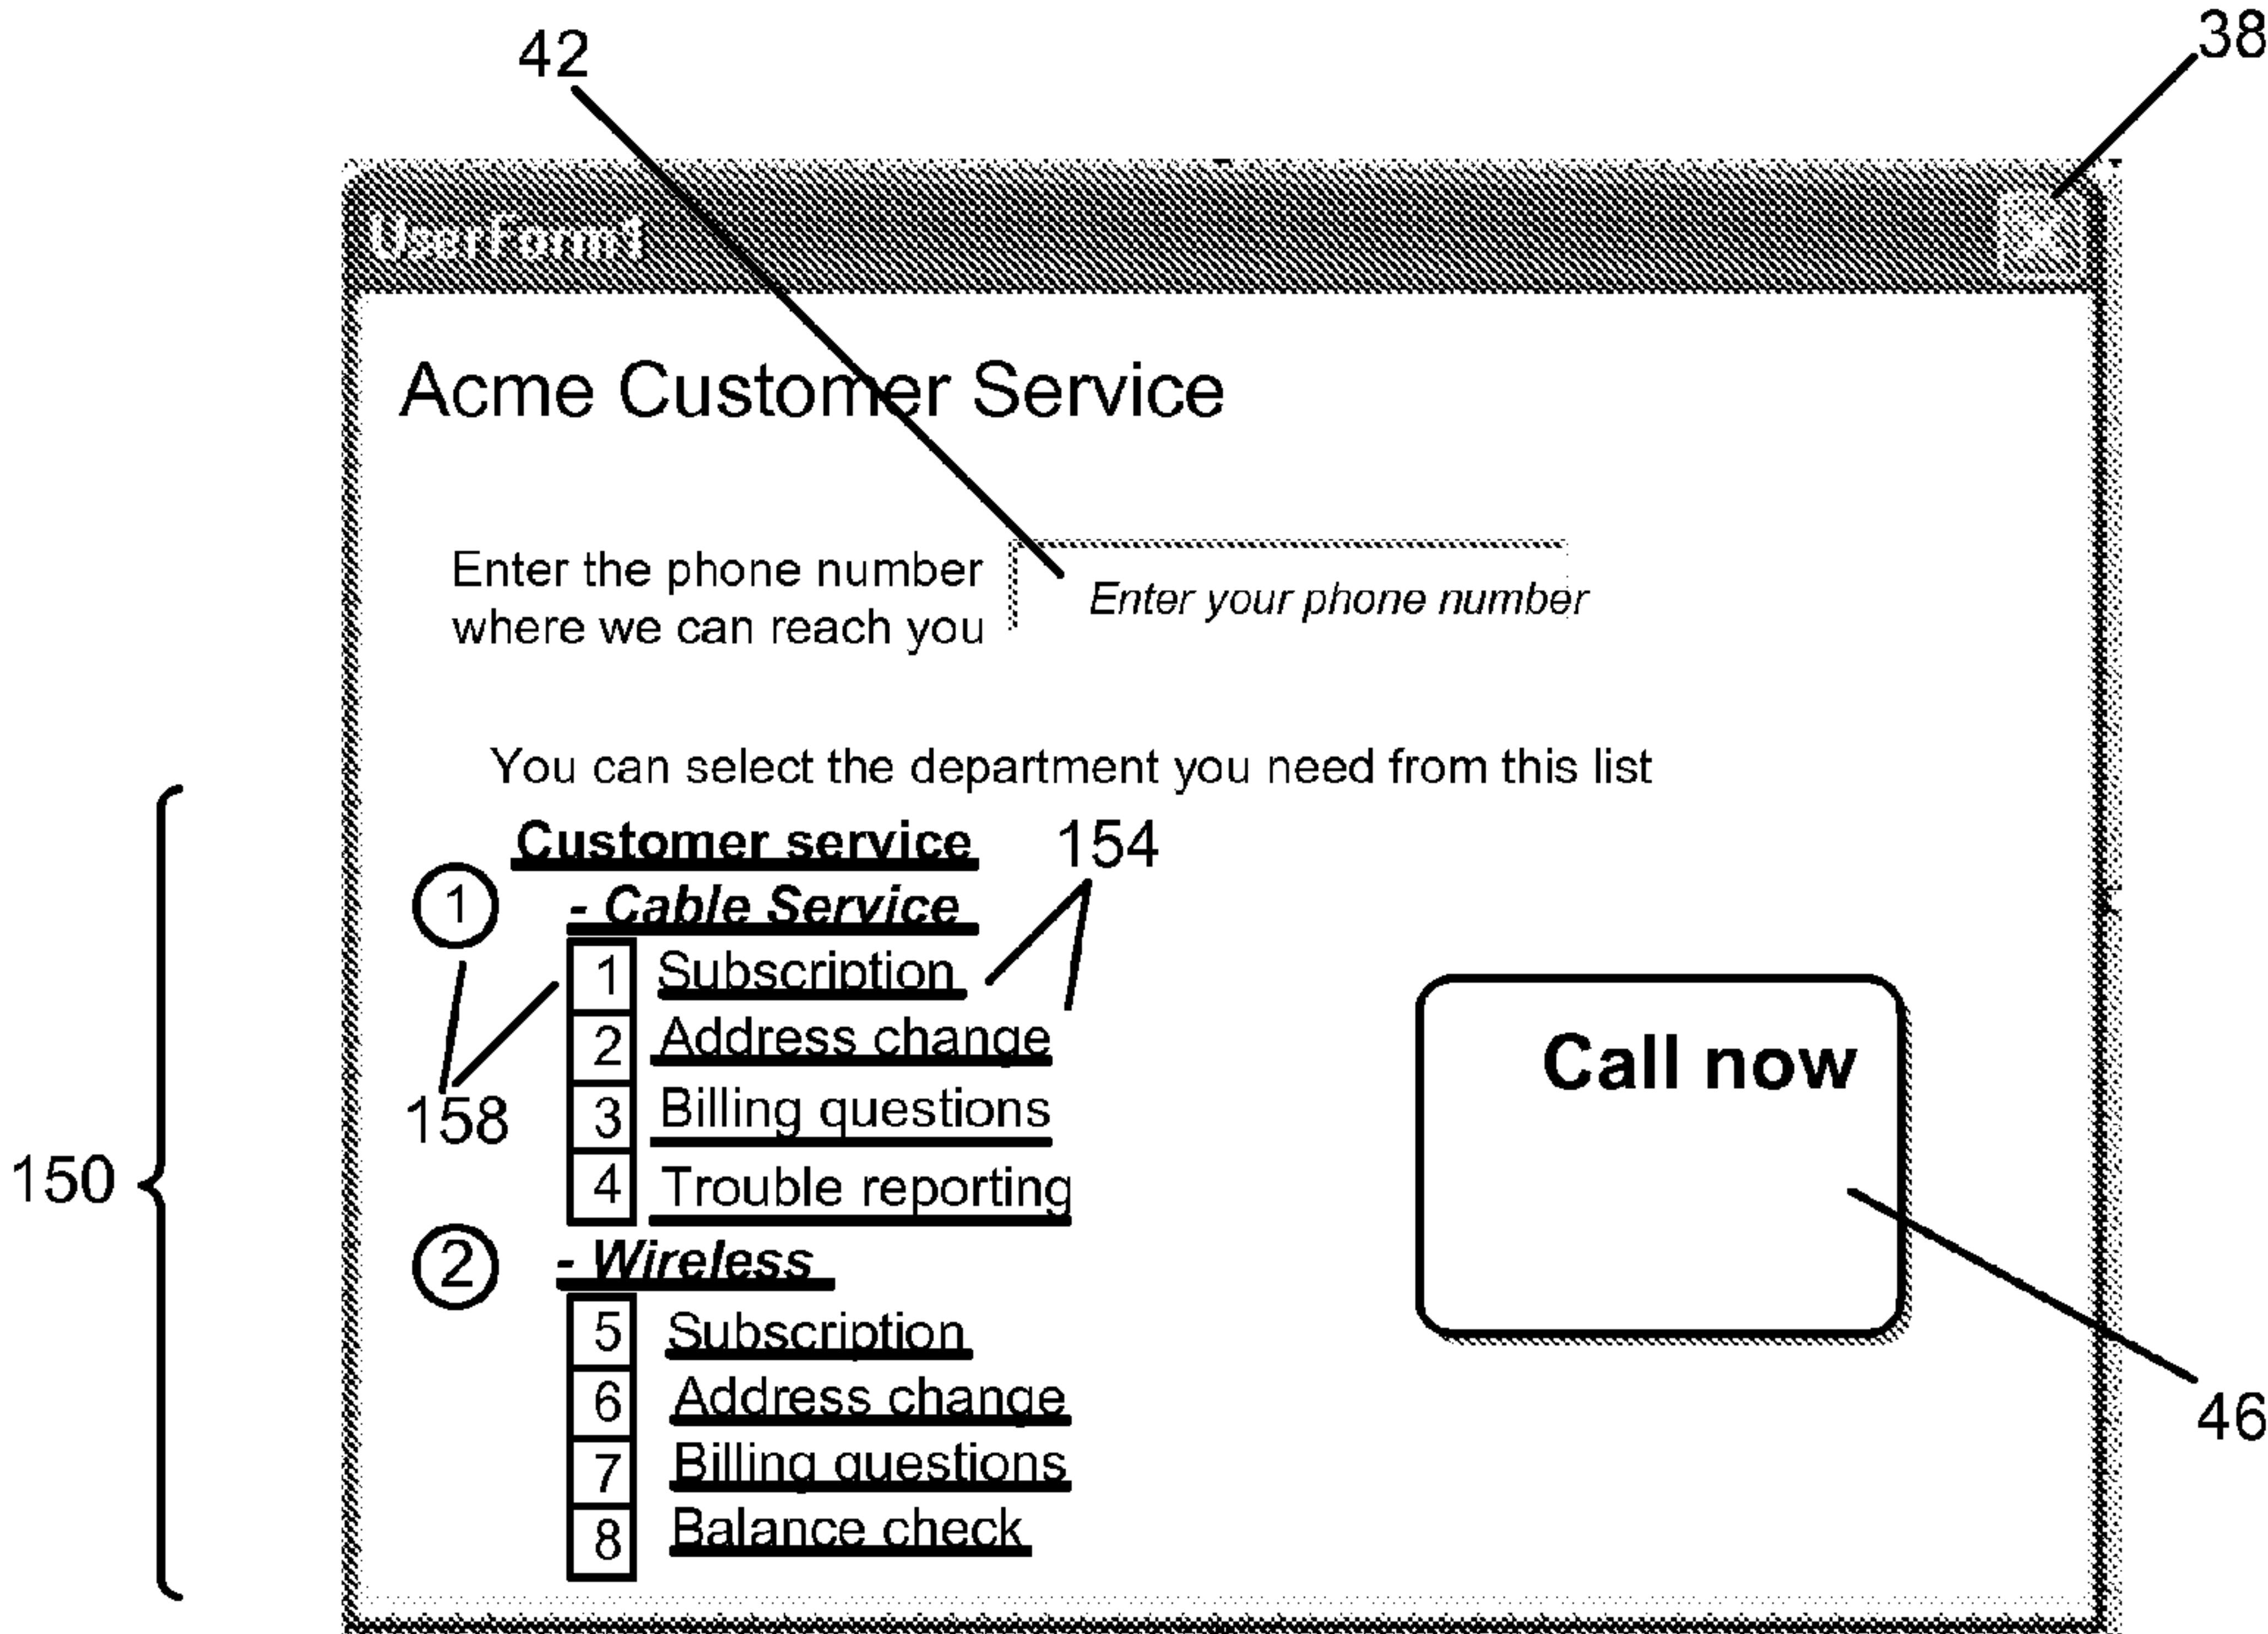 42
38
UserForm1
Acme Customer Service
Enter the phone number
where we can reach you
Enter your phone number
You can select the department you need from this list
Customer service
154
1 - Cable Service
1 Subscription
2 Address change
158
3 Billing questions
150
4 Trouble reporting
2 - Wireless
5 Subscription
6 Address change
7 Billing questions
8 Balance check
Call now
46